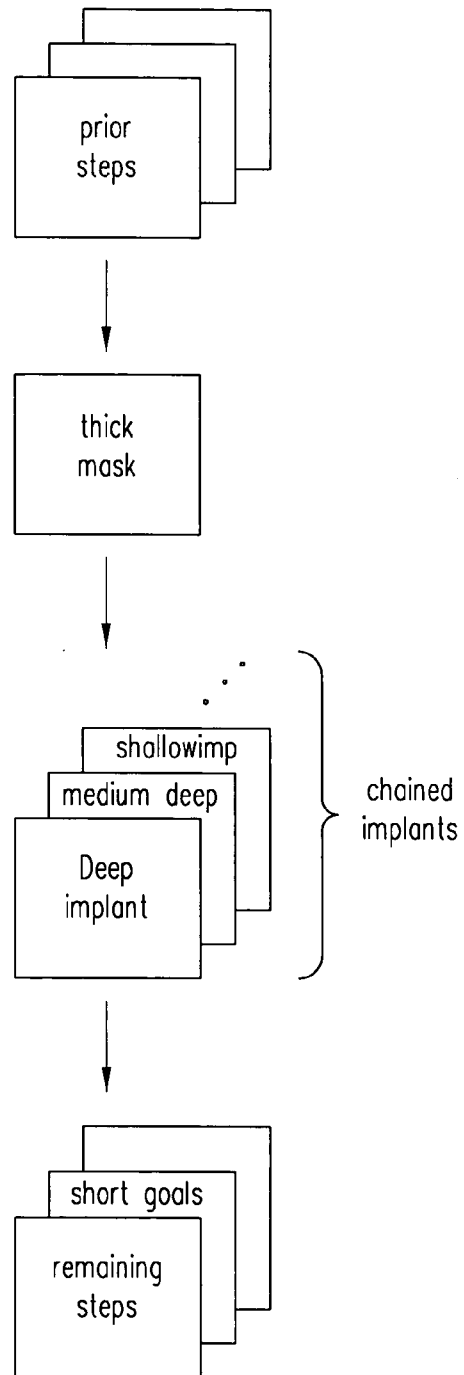 prior
steps
thick
mask
shallowimp
medium deep
Deep
implant
chained
implants
short goals
remaining
steps